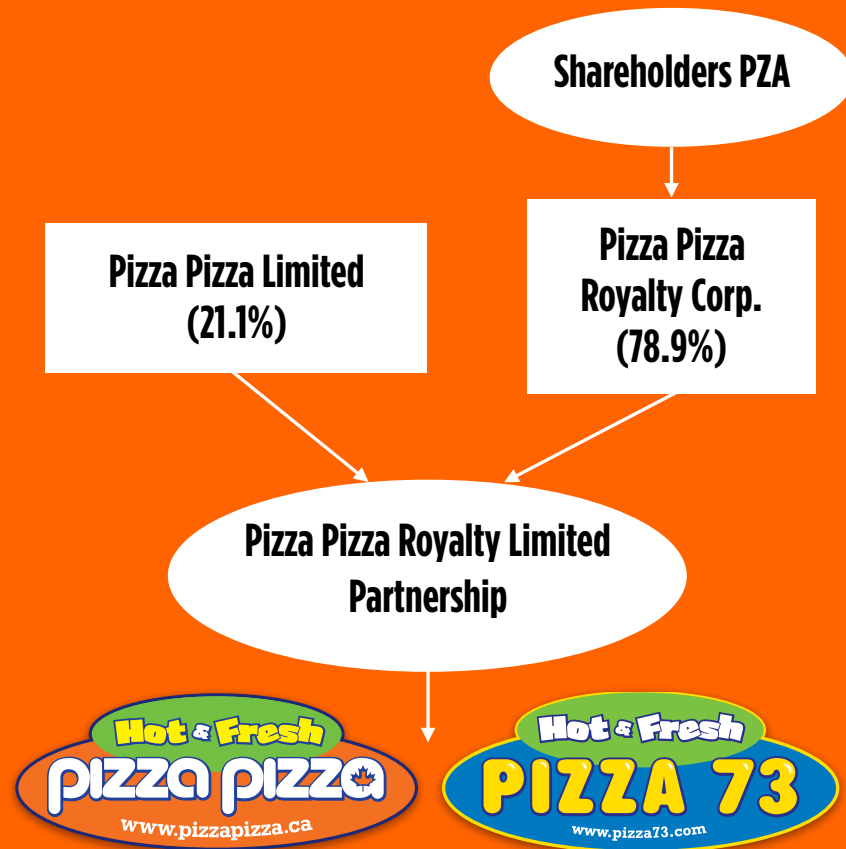 Shareholders PZA
Pizza Pizza Limited
(21.1%)
Pizza Pizza
Royalty Corp.
(78.9%)
Pizza Pizza Royalty Limited
Partnership
Hot & Fresh
pizza pizza
www.pizzapizza.ca
Hot & Fresh
PIZZA 73
www.pizza73.com